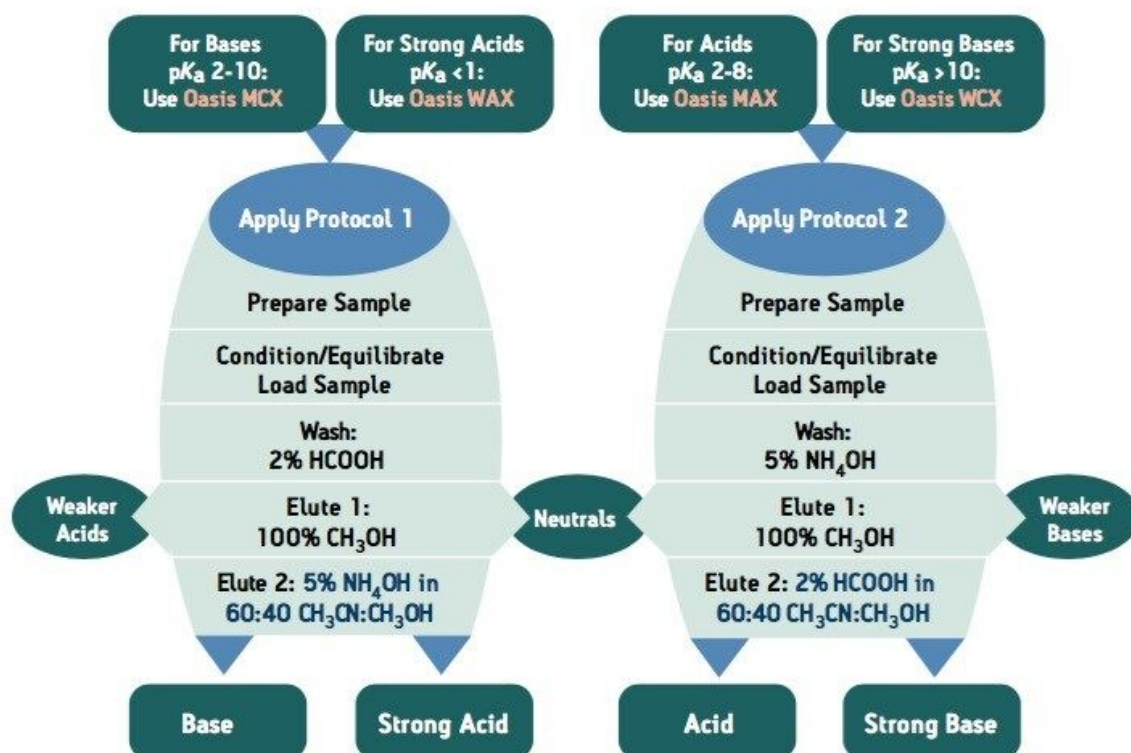 For Bases
pKa 2-10:
Use Oasis MCX
For Strong Acids
pKa <1:
Use Oasis WAX
For Acids
pKa 2-8:
Use Oasis MAX
For Strong Bases
pKa >10:
Use Oasis WCX
Apply Protocol 1
Prepare Sample
Condition/Equilibrate
Load Sample
Wash:
2% HCOOH
Elute 1:
100% CH₃OH
Elute 2: 5% NH₄OH in
60:40 CH₃CN:CH₃OH
Weaker
Acids
Neutrals
Base
Strong Acid
Apply Protocol 2
Prepare Sample
Condition/Equilibrate
Load Sample
Wash:
5% NH₄OH
Elute 1:
100% CH₃OH
Elute 2: 2% HCOOH in
60:40 CH₃CN:CH₃OH
Weaker
Bases
Acid
Strong Base